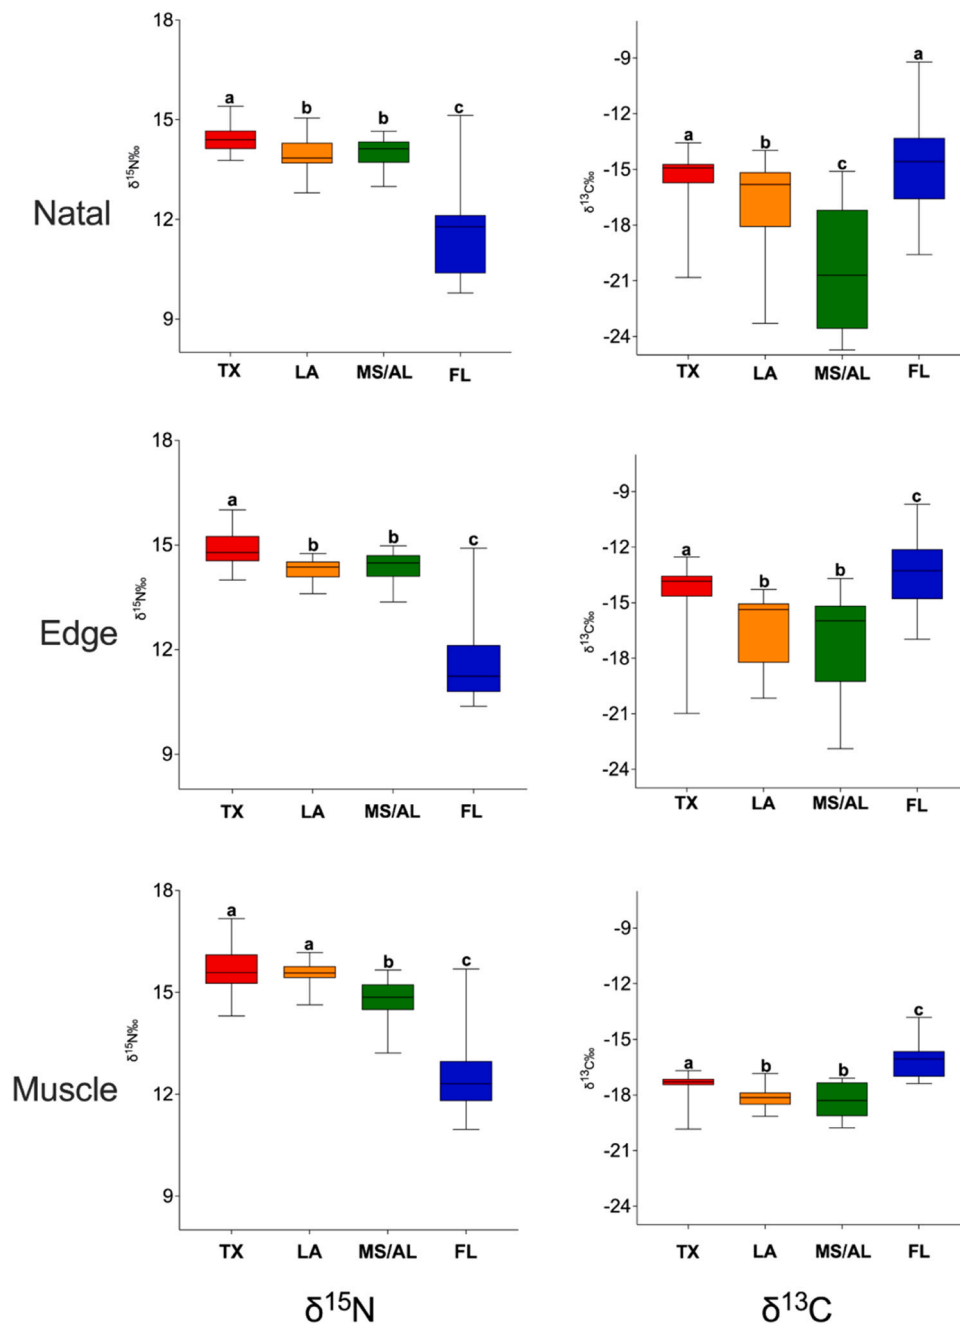 Natal
δ15N‰
18
15
12
9
a
b
b
c
TX
LA
MS/AL
FL
δ13C‰
-9
-12
-15
-18
-21
-24
a
b
c
a
TX
LA
MS/AL
FL
Edge
δ15N‰
18
15
12
9
a
b
b
c
TX
LA
MS/AL
FL
δ13C‰
-9
-12
-15
-18
-21
-24
a
b
b
c
TX
LA
MS/AL
FL
Muscle
δ15N‰
18
15
12
9
a
a
b
c
TX
LA
MS/AL
FL
δ13C‰
-9
-12
-15
-18
-21
-24
a
b
b
c
TX
LA
MS/AL
FL
δ15N
δ13C